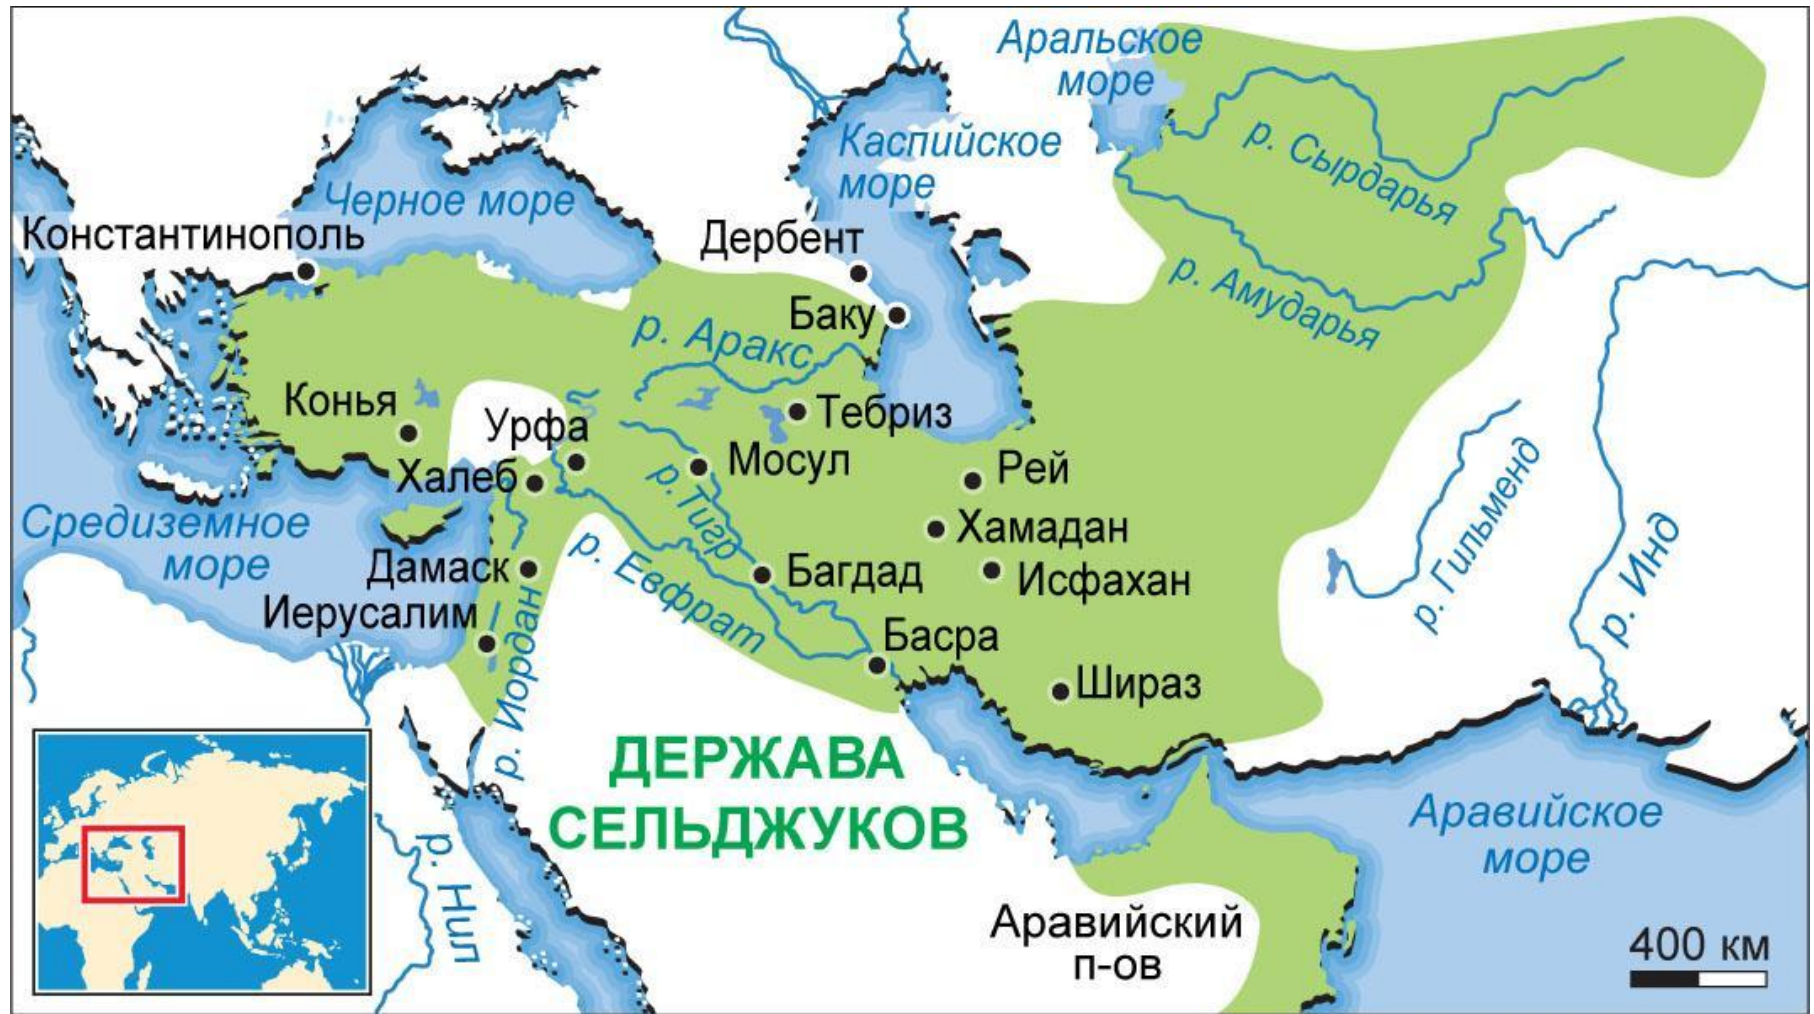 Аральское
море
Каспийское
море
р. Сырдарья
Черное море
Константинополь
Дербент
р. Амударья
Баку
р. Аракс
Конья
Урфа
Тебриз
Мосул
Рей
Халеб
р. Тигр
Средиземное
море
Хамадан
р. Гильменд
р. Инд
Дамаск
р. Евфрат
Багдад
Исфахан
Иерусалим
р. Иордан
Басра
Шираз
ДЕРЖАВА
СЕЛЬДЖУКОВ
Аравийское
море
р. Нил
Аравийский
п-ов
400 км